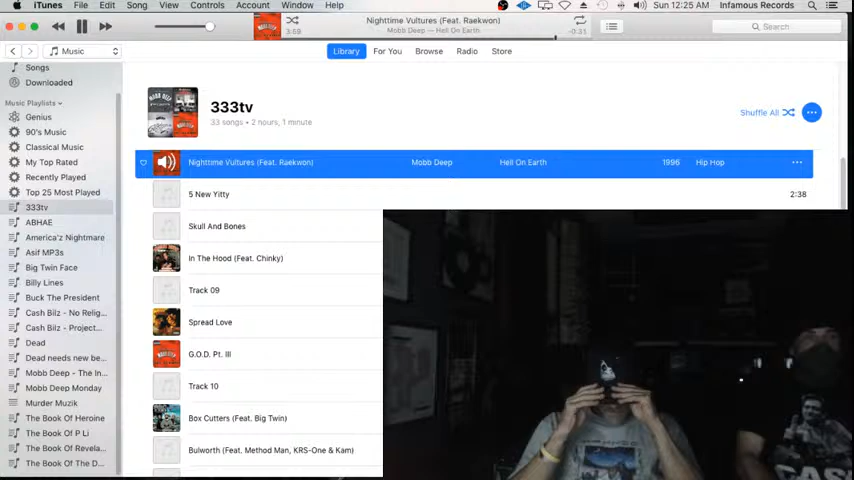 iTunes File Edit Song View Controls Account Window Help Sun 12:25 AM Infamous Records
Nighttime Vultures (Feat. Raekwon)
Mobb Deep — Hell On Earth
3:59 -0:31
Search
Music Library For You Browse Radio Store
Songs
Downloaded
Music Playlists
Genius
90's Music
Classical Music
My Top Rated
Recently Played
Top 25 Most Played
333tv
ABHAE
America'z Nightmare
Asif MP3s
Big Twin Face
Billy Lines
Buck The President
Cash Bilz - No Relig...
Cash Bilz - Project...
Dead
Dead needs new be...
Mobb Deep - The In...
Mobb Deep Monday
Murder Muzik
The Book Of Heroine
The Book Of P Li
The Book Of Revela...
The Book Of The D...
333tv
33 songs • 2 hours, 1 minute
Shuffle All
Nighttime Vultures (Feat. Raekwon) Mobb Deep Hell On Earth 1996 Hip Hop
5 New Yitty 2:38
Skull And Bones
In The Hood (Feat. Chinky)
Track 09
Spread Love
G.O.D. Pt. III
Track 10
Box Cutters (Feat. Big Twin)
Bulworth (Feat. Method Man, KRS-One & Kam)